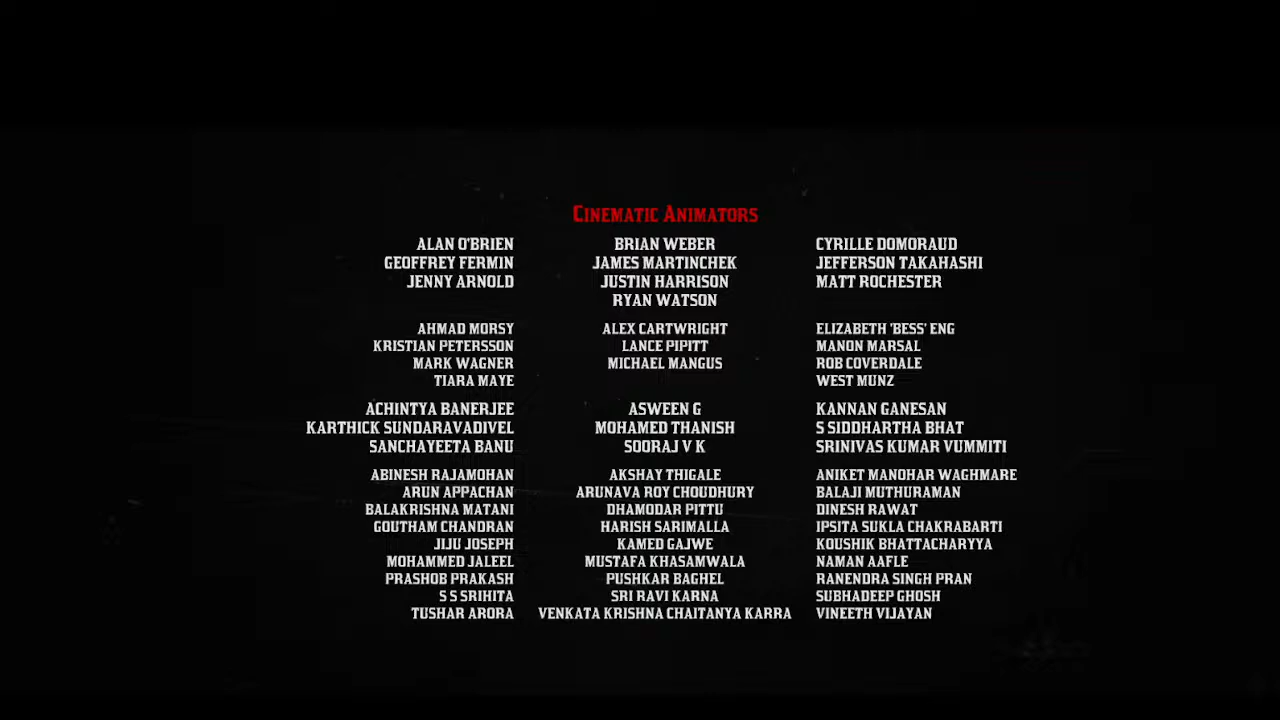 CINEMATIC ANIMATORS
ALAN O'BRIEN BRIAN WEBER CYRILLE DOMORAUD
GEOFFREY FERMIN JAMES MARTINCHEK JEFFERSON TAKAHASHI
JENNY ARNOLD JUSTIN HARRISON MATT ROCHESTER
RYAN WATSON
AHMAD MORSY ALEX CARTWRIGHT ELIZABETH 'BESS' ENG
KRISTIAN PETERSSON LANCE PIPITT MANON MARSAL
MARK WAGNER MICHAEL MANGUS ROB COVERDALE
TIARA MAYE WEST MUNZ
ACHINTYA BANERJEE ASWEEN G KANNAN GANESAN
KARTHICK SUNDARAVADIVEL MOHAMED THANISH S SIDDHARTHA BHAT
SANCHAYEETA BANU SOORAJ V K SRINIVAS KUMAR VUMMITI
ABINESH RAJAMOHAN AKSHAY THIGALE ANIKET MANOHAR WAGHMARE
ARUN APPACHAN ARUNAVA ROY CHOUDHURY BALAJI MUTHURAMAN
BALAKRISHNA MATANI DHAMODAR PITTU DINESH RAWAT
GOUTHAM CHANDRAN HARISH SARIMALLA IPSITA SUKLA CHAKRABARTI
JIJU JOSEPH KAMED GAJWE KOUSHIK BHATTACHARYYA
MOHAMMED JALEEL MUSTAFA KHASAMWALA NAMAN AAFLE
PRASHOB PRAKASH PUSHKAR BAGHEL RANENDRA SINGH PRAN
S S SRIHITA SRI RAVI KARNA SUBHADEEP GHOSH
TUSHAR ARORA VENKATA KRISHNA CHAITANYA KARRA VINEETH VIJAYAN